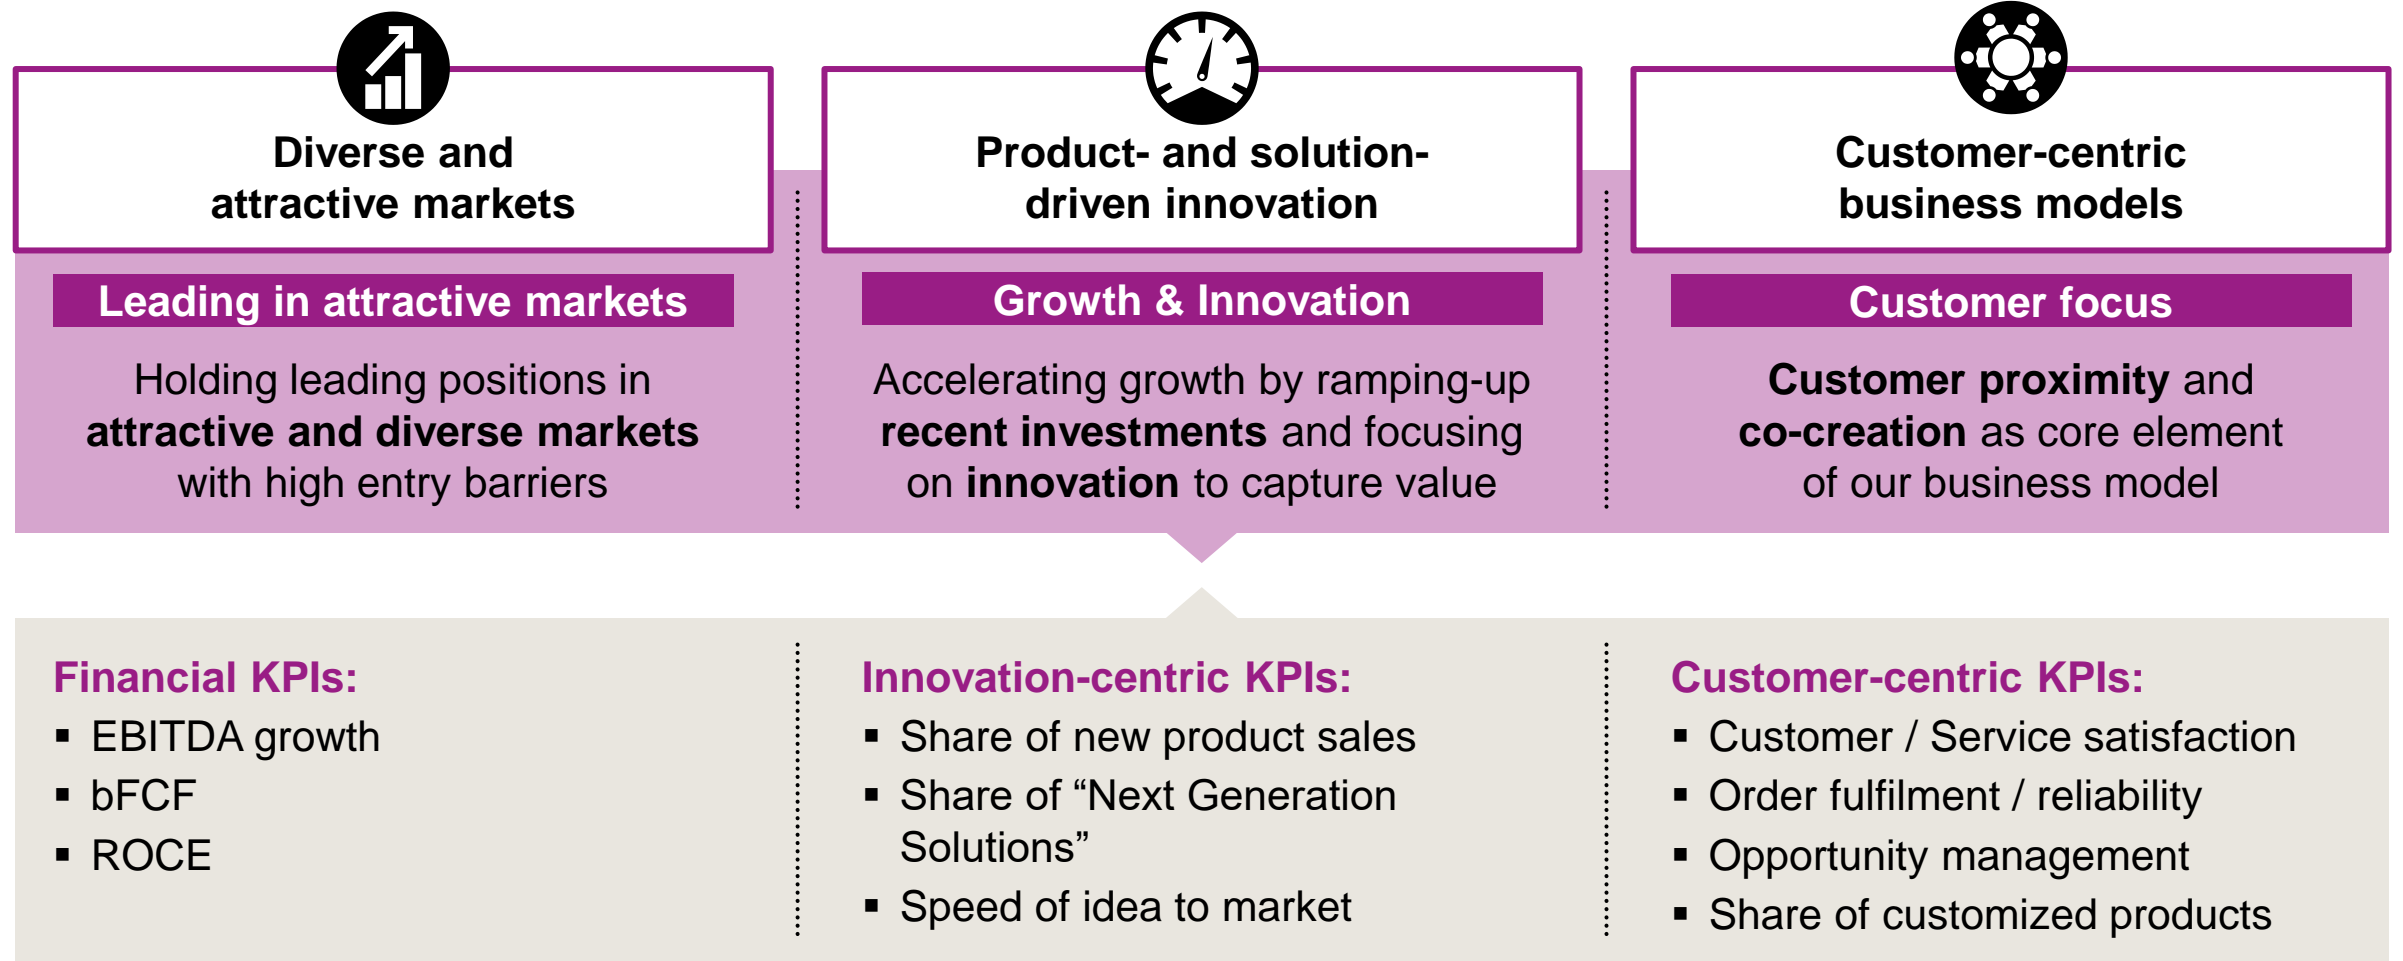 Diverse and
attractive markets
Leading in attractive markets
Holding leading positions in
attractive and diverse markets
with high entry barriers
Product- and solution-
driven innovation
Growth & Innovation
Accelerating growth by ramping-up
recent investments and focusing
on innovation to capture value
Customer-centric
business models
Customer focus
Customer proximity and
co-creation as core element
of our business model
Financial KPIs:
▪ EBITDA growth
▪ bFCF
▪ ROCE
Innovation-centric KPIs:
▪ Share of new product sales
▪ Share of “Next Generation
Solutions”
▪ Speed of idea to market
Customer-centric KPIs:
▪ Customer / Service satisfaction
▪ Order fulfilment / reliability
▪ Opportunity management
▪ Share of customized products